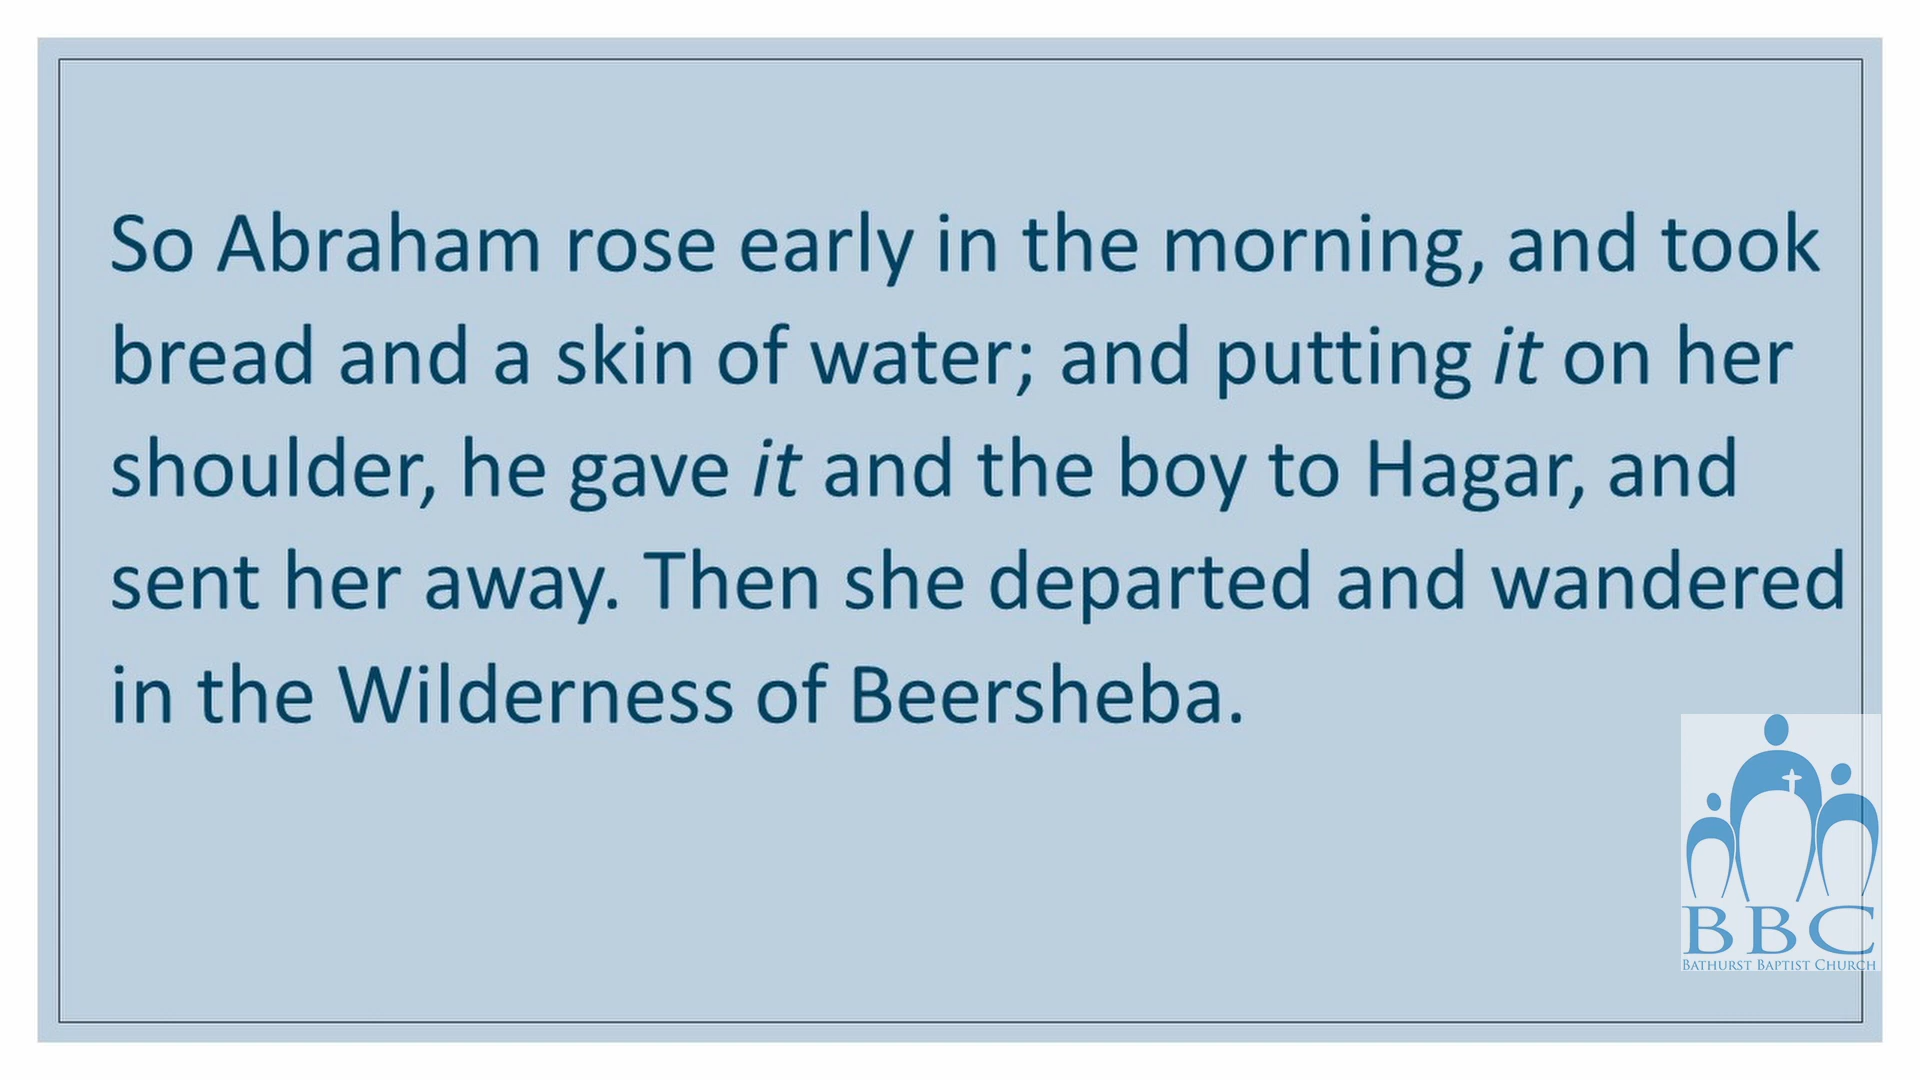 So Abraham rose early in the morning, and took
bread and a skin of water; and putting it on her
shoulder, he gave it and the boy to Hagar, and
sent her away. Then she departed and wandered
in the Wilderness of Beersheba.
BBC
BATHURST BAPTIST CHURCH